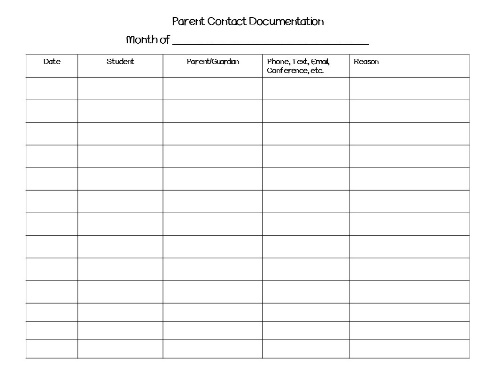 Parent Contact Documentation
Month of
Date Student Parent/Guardian Phone, Text, Email, Reason
Conference, etc.